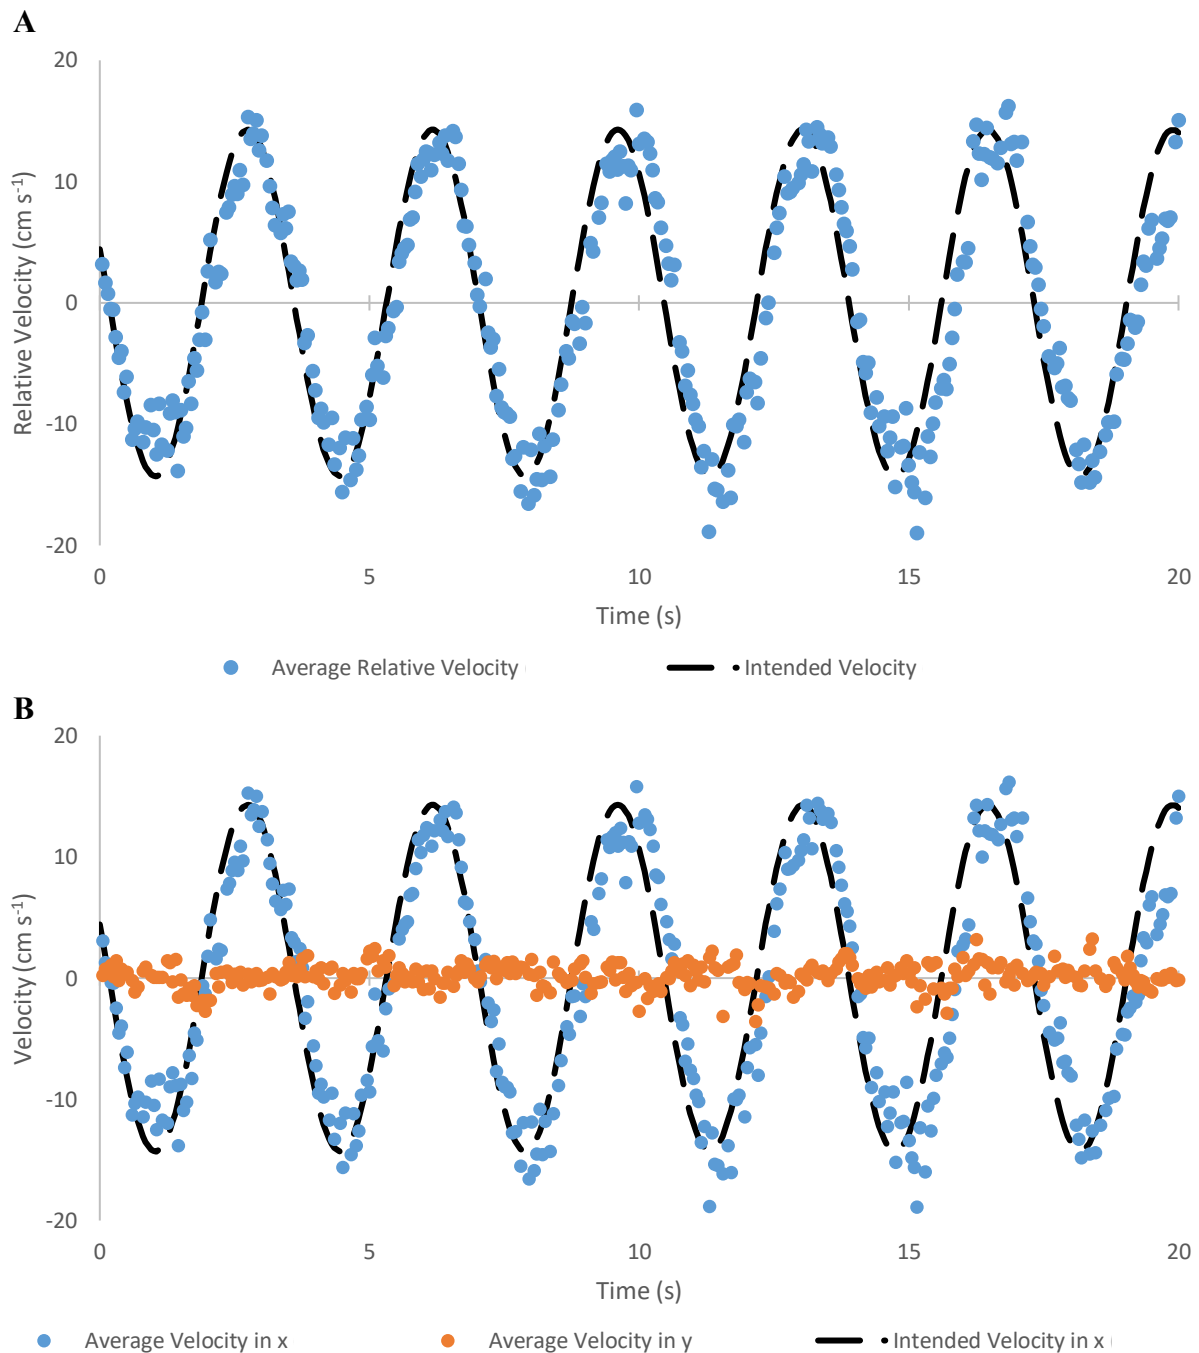 A
20
10
0
-10
-20
Relative Velocity (cm s⁻¹)
0 5 10 15 20
Time (s)
Average Relative Velocity Intended Velocity
B
20
10
0
-10
-20
Velocity (cm s⁻¹)
0 5 10 15 20
Time (s)
Average Velocity in x Average Velocity in y Intended Velocity in x